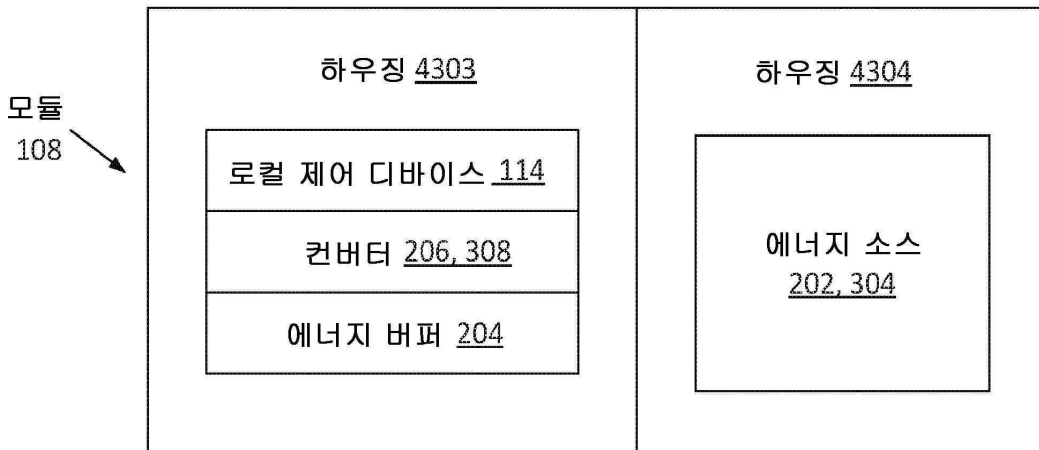 모듈
108
하우징 4303
로컬 제어 디바이스 114
컨버터 206, 308
에너지 버퍼 204
하우징 4304
에너지 소스
202, 304